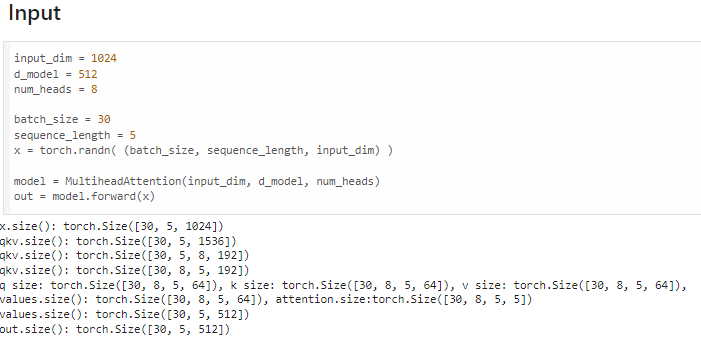 Input
input_dim = 1024
d_model = 512
num_heads = 8
batch_size = 30
sequence_length = 5
x = torch.randn( (batch_size, sequence_length, input_dim) )
model = MultiheadAttention(input_dim, d_model, num_heads)
out = model.forward(x)
x.size(): torch.Size([30, 5, 1024])
qkv.size(): torch.Size([30, 5, 1536])
qkv.size(): torch.Size([30, 5, 8, 192])
qkv.size(): torch.Size([30, 8, 5, 192])
q size: torch.Size([30, 8, 5, 64]), k size: torch.Size([30, 8, 5, 64]), v size: torch.Size([30, 8, 5, 64]),
values.size(): torch.Size([30, 8, 5, 64]), attention.size:torch.Size([30, 8, 5, 5])
values.size(): torch.Size([30, 5, 512])
out.size(): torch.Size([30, 5, 512])